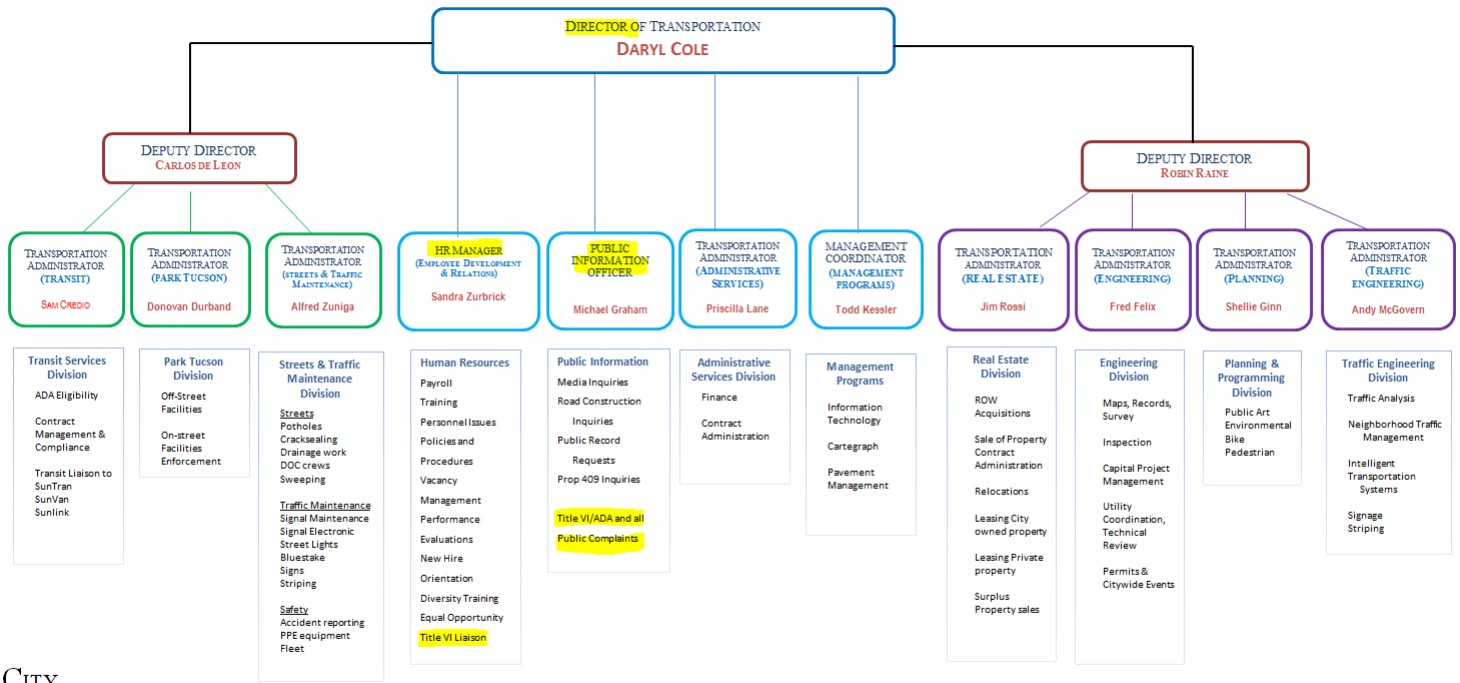 DIRECTOR OF TRANSPORTATION
DARYL COLE
DEPUTY DIRECTOR
CARLOS DE LEON
DEPUTY DIRECTOR
ROBIN RAINE
TRANSPORTATION
ADMINISTRATOR
(TRANSIT)
SAM CREDIO
TRANSPORTATION
ADMINISTRATOR
(PARK TUCSON)
Donovan Durband
TRANSPORTATION
ADMINISTRATOR
(STREETS & TRAFFIC
MAINTENANCE)
Alfred Zuniga
HR MANAGER
(EMPLOYEE DEVELOPMENT
& RELATIONS)
Sandra Zurbrick
PUBLIC
INFORMATION
OFFICER
Michael Graham
TRANSPORTATION
ADMINISTRATOR
(ADMINISTRATIVE
SERVICES)
Priscilla Lane
MANAGEMENT
COORDINATOR
(MANAGEMENT
PROGRAMS)
Todd Kessler
TRANSPORTATION
ADMINISTRATOR
(REAL ESTATE)
Jim Rossi
TRANSPORTATION
ADMINISTRATOR
(ENGINEERING)
Fred Felix
TRANSPORTATION
ADMINISTRATOR
(PLANNING)
Shellie Ginn
TRANSPORTATION
ADMINISTRATOR
(TRAFFIC
ENGINEERING)
Andy McGovern
Transit Services
Division
ADA Eligibility
Contract
Management &
Compliance
Transit Liaison to
SunTran
SunVan
Sunlink
Park Tucson
Division
Off-Street
Facilities
On-street
Facilities
Enforcement
Streets & Traffic
Maintenance
Division
Streets
Potholes
Cracksealing
Drainage work
DOC crews
Sweeping
Traffic Maintenance
Signal Maintenance
Signal Electronic
Street Lights
Bluestake
Signs
Striping
Safety
Accident reporting
PPE equipment
Fleet
Human Resources
Payroll
Training
Personnel Issues
Policies and
Procedures
Vacancy
Management
Performance
Evaluations
New Hire
Orientation
Diversity Training
Equal Opportunity
Title VI Liaison
Public Information
Media Inquiries
Road Construction
Inquiries
Public Record
Requests
Prop 409 Inquiries
Title VI/ADA and all
Public Complaints
Administrative
Services Division
Finance
Contract
Administration
Management
Programs
Information
Technology
Cartegraph
Pavement
Management
Real Estate
Division
ROW
Acquisitions
Sale of Property
Contract
Administration
Relocations
Leasing City
owned property
Leasing Private
property
Surplus
Property sales
Engineering
Division
Maps, Records,
Survey
Inspection
Capital Project
Management
Utility
Coordination,
Technical
Review
Permits &
Citywide Events
Planning &
Programming
Division
Public Art
Environmental
Bike
Pedestrian
Traffic Engineering
Division
Traffic Analysis
Neighborhood Traffic
Management
Intelligent
Transportation
Systems
Signage
Striping
CITY